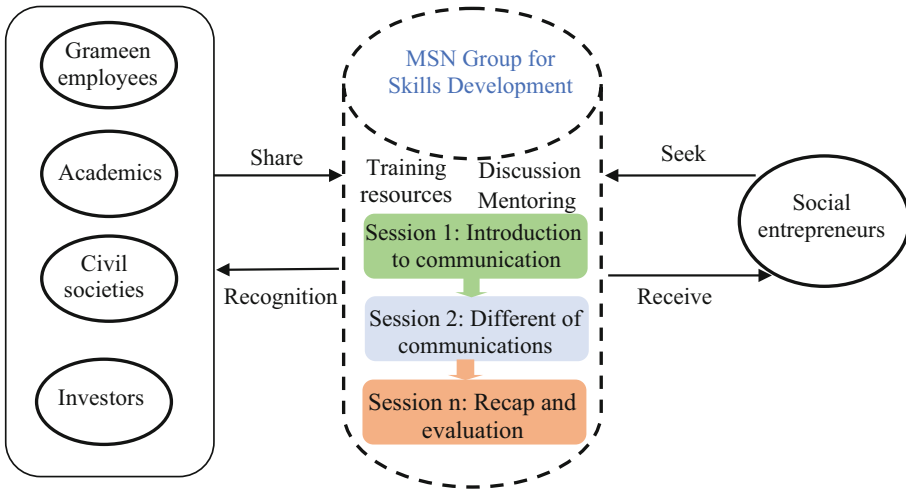 Grameen
employees
Academics
Civil
societies
Investors
Share
Recognition
MSN Group for
Skills Development
Training
resources
Discussion
Mentoring
Session 1: Introduction
to communication
Session 2: Different of
communications
Session n: Recap and
evaluation
Seek
Receive
Social
entrepreneurs